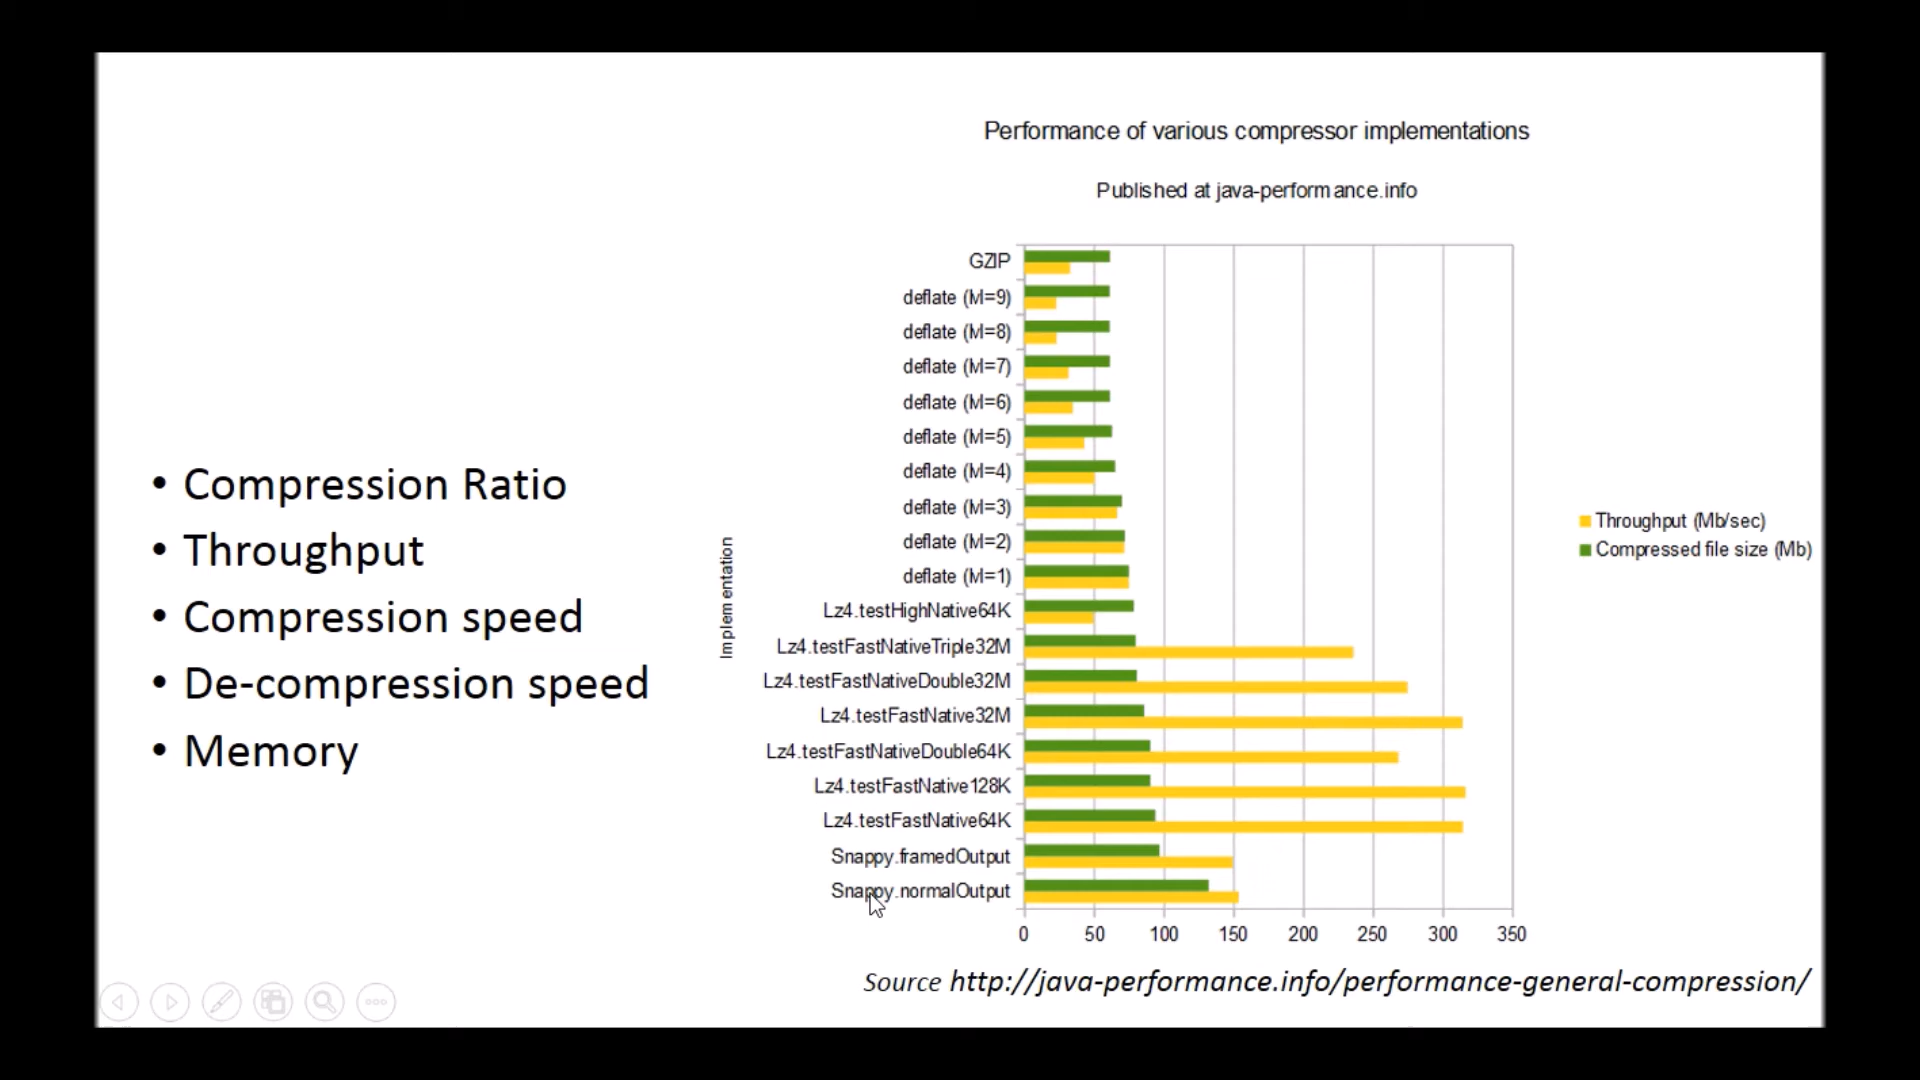 • Compression Ratio
• Throughput
• Compression speed
• De-compression speed
• Memory
Performance of various compressor implementations
Published at java-performance.info
Implementation
GZIP
deflate (M=9)
deflate (M=8)
deflate (M=7)
deflate (M=6)
deflate (M=5)
deflate (M=4)
deflate (M=3)
deflate (M=2)
deflate (M=1)
Lz4.testHighNative64K
Lz4.testFastNativeTriple32M
Lz4.testFastNativeDouble32M
Lz4.testFastNative32M
Lz4.testFastNativeDouble64K
Lz4.testFastNative128K
Lz4.testFastNative64K
Snappy.framedOutput
Snappy.normalOutput
0 50 100 150 200 250 300 350
Throughput (Mb/sec)
Compressed file size (Mb)
Source http://java-performance.info/performance-general-compression/